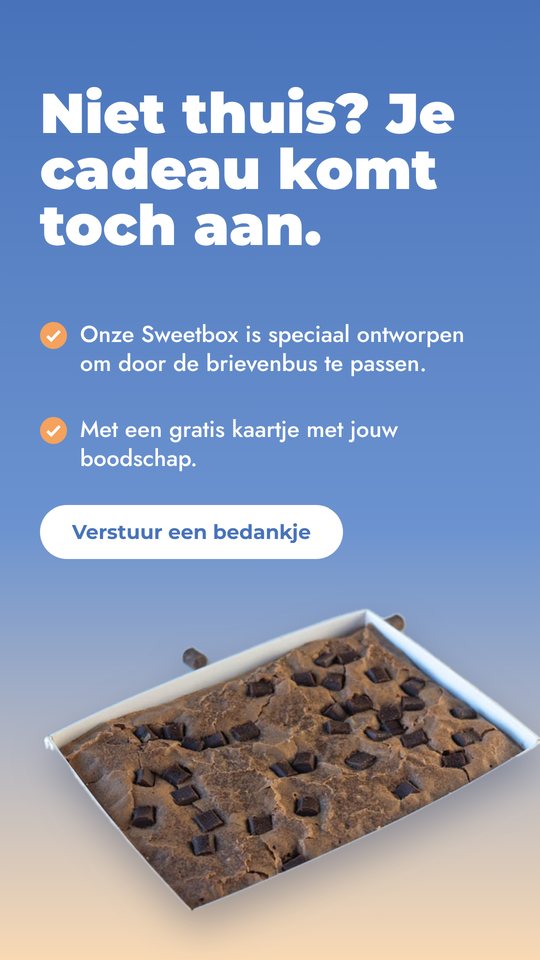 Niet thuis? Je
cadeau komt
toch aan.
Onze Sweetbox is speciaal ontworpen
om door de brievenbus te passen.
Met een gratis kaartje met jouw
boodschap.
Verstuur een bedankje